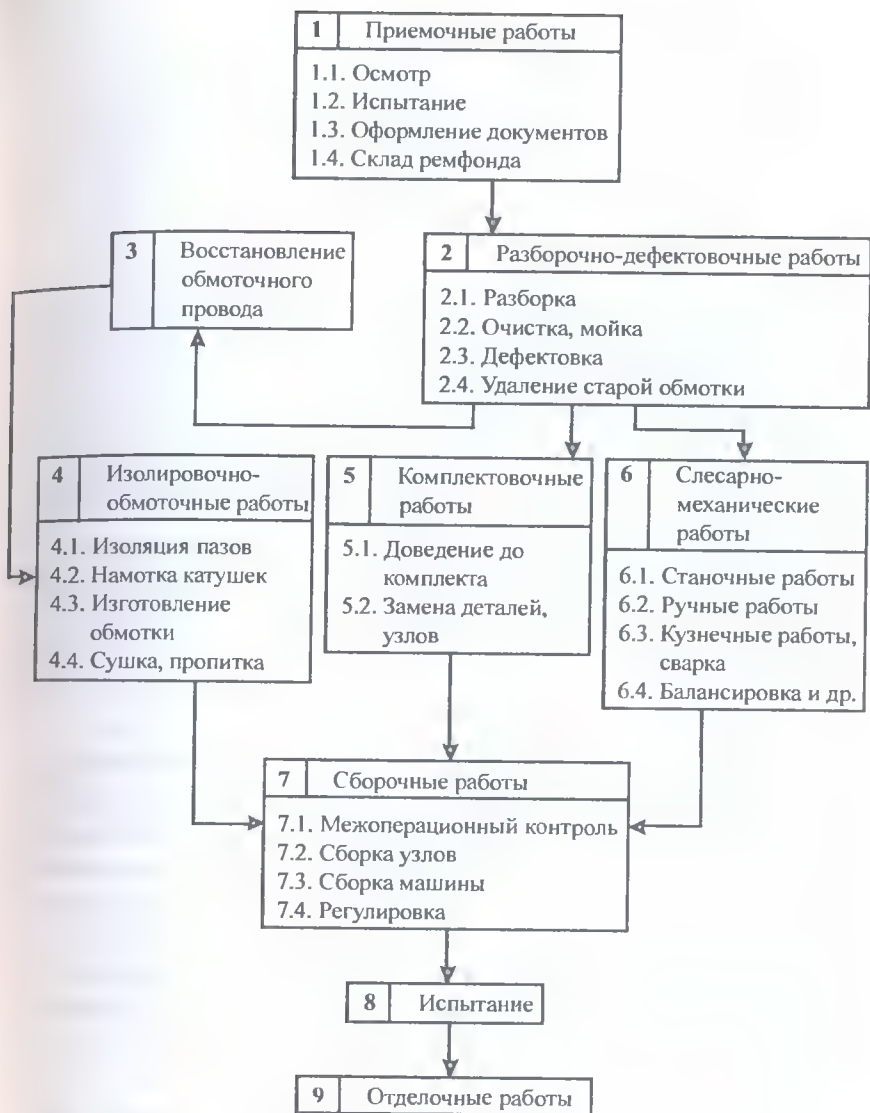 1 Приемочные работы
1.1. Осмотр
1.2. Испытание
1.3. Оформление документов
1.4. Склад ремфонда
3 Восстановление
обмоточного
провода
2 Разборочно-дефектовочные работы
2.1. Разборка
2.2. Очистка, мойка
2.3. Дефектовка
2.4. Удаление старой обмотки
4 Изолировочно-
обмоточные работы
4.1. Изоляция пазов
4.2. Намотка катушек
4.3. Изготовление
обмотки
4.4. Сушка, пропитка
5 Комплектовочные
работы
5.1. Доведение до
комплекта
5.2. Замена деталей,
узлов
6 Слесарно-
механические
работы
6.1. Станочные работы
6.2. Ручные работы
6.3. Кузнечные работы,
сварка
6.4. Балансировка и др.
7 Сборочные работы
7.1. Межоперационный контроль
7.2. Сборка узлов
7.3. Сборка машины
7.4. Регулировка
8 Испытание
9 Отделочные работы